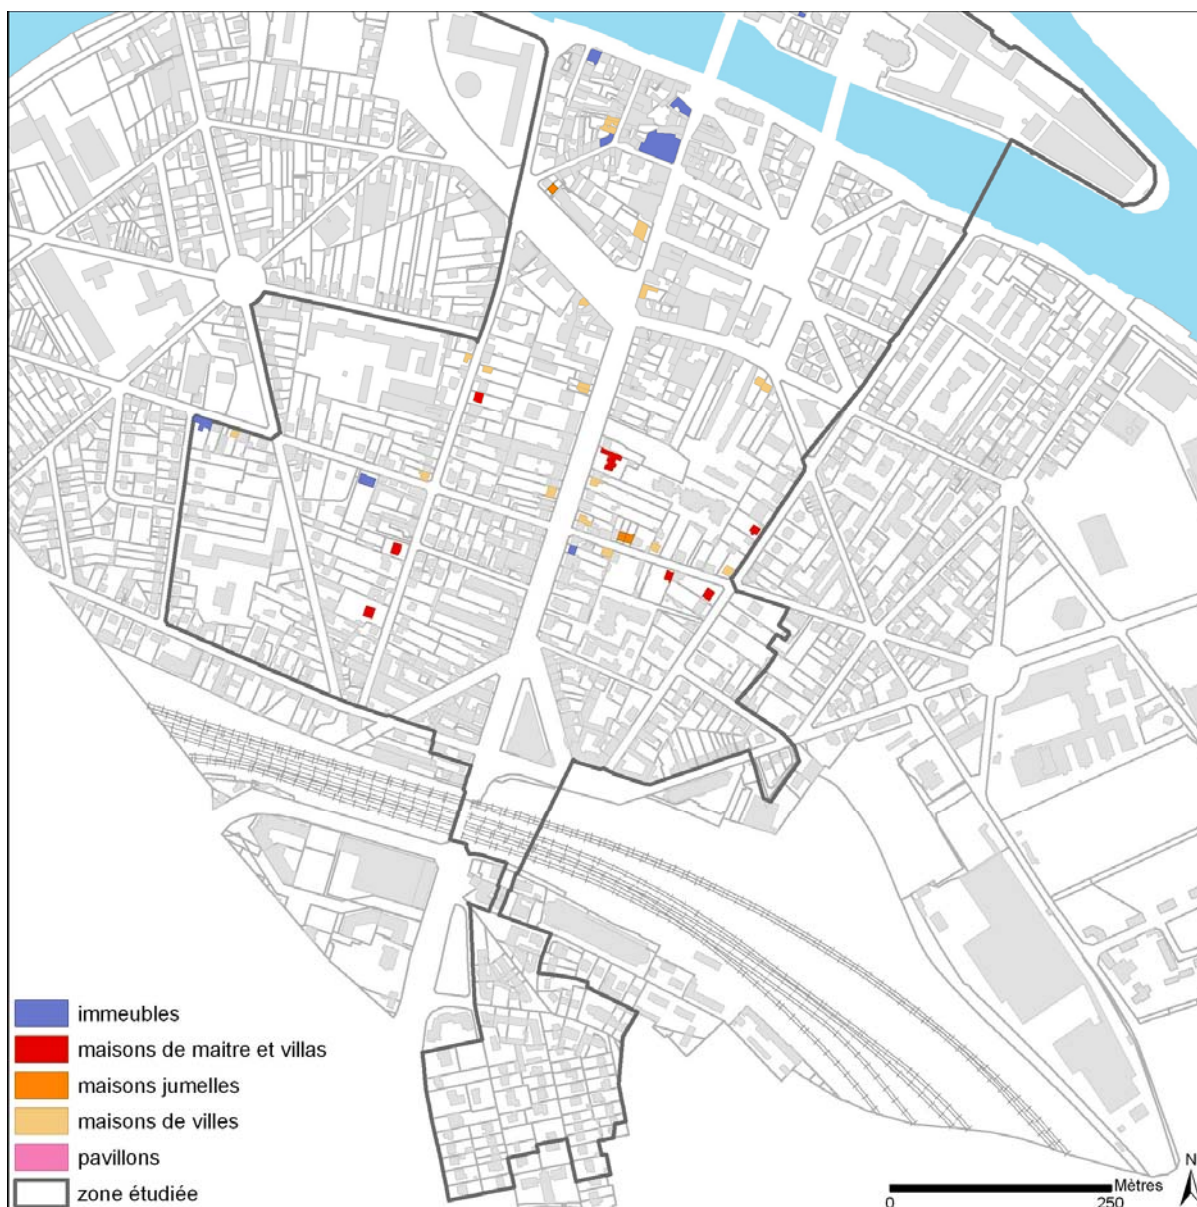 immeubles
maisons de maitre et villas
maisons jumelles
maisons de villes
pavillons
zone étudiée
N
Mètres
0 250